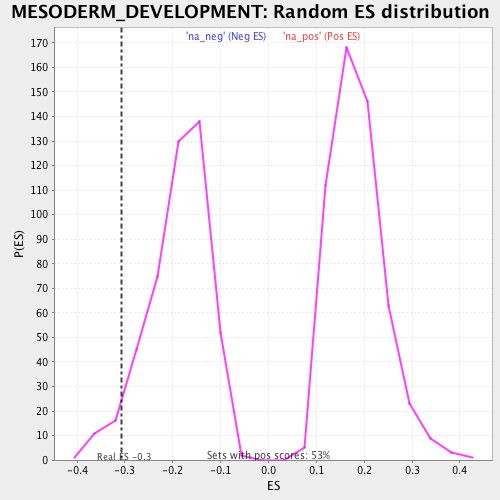 MESODERM_DEVELOPMENT: Random ES distribution
'na_neg' (Neg ES) 'na_pos' (Pos ES)
170
160
150
140
130
120
110
100
90
80
70
60
50
40
30
20
10
0
P(ES)
Real ES -0.3
Sets with pos scores: 53%
-0.4 -0.3 -0.2 -0.1 0.0 0.1 0.2 0.3 0.4
ES